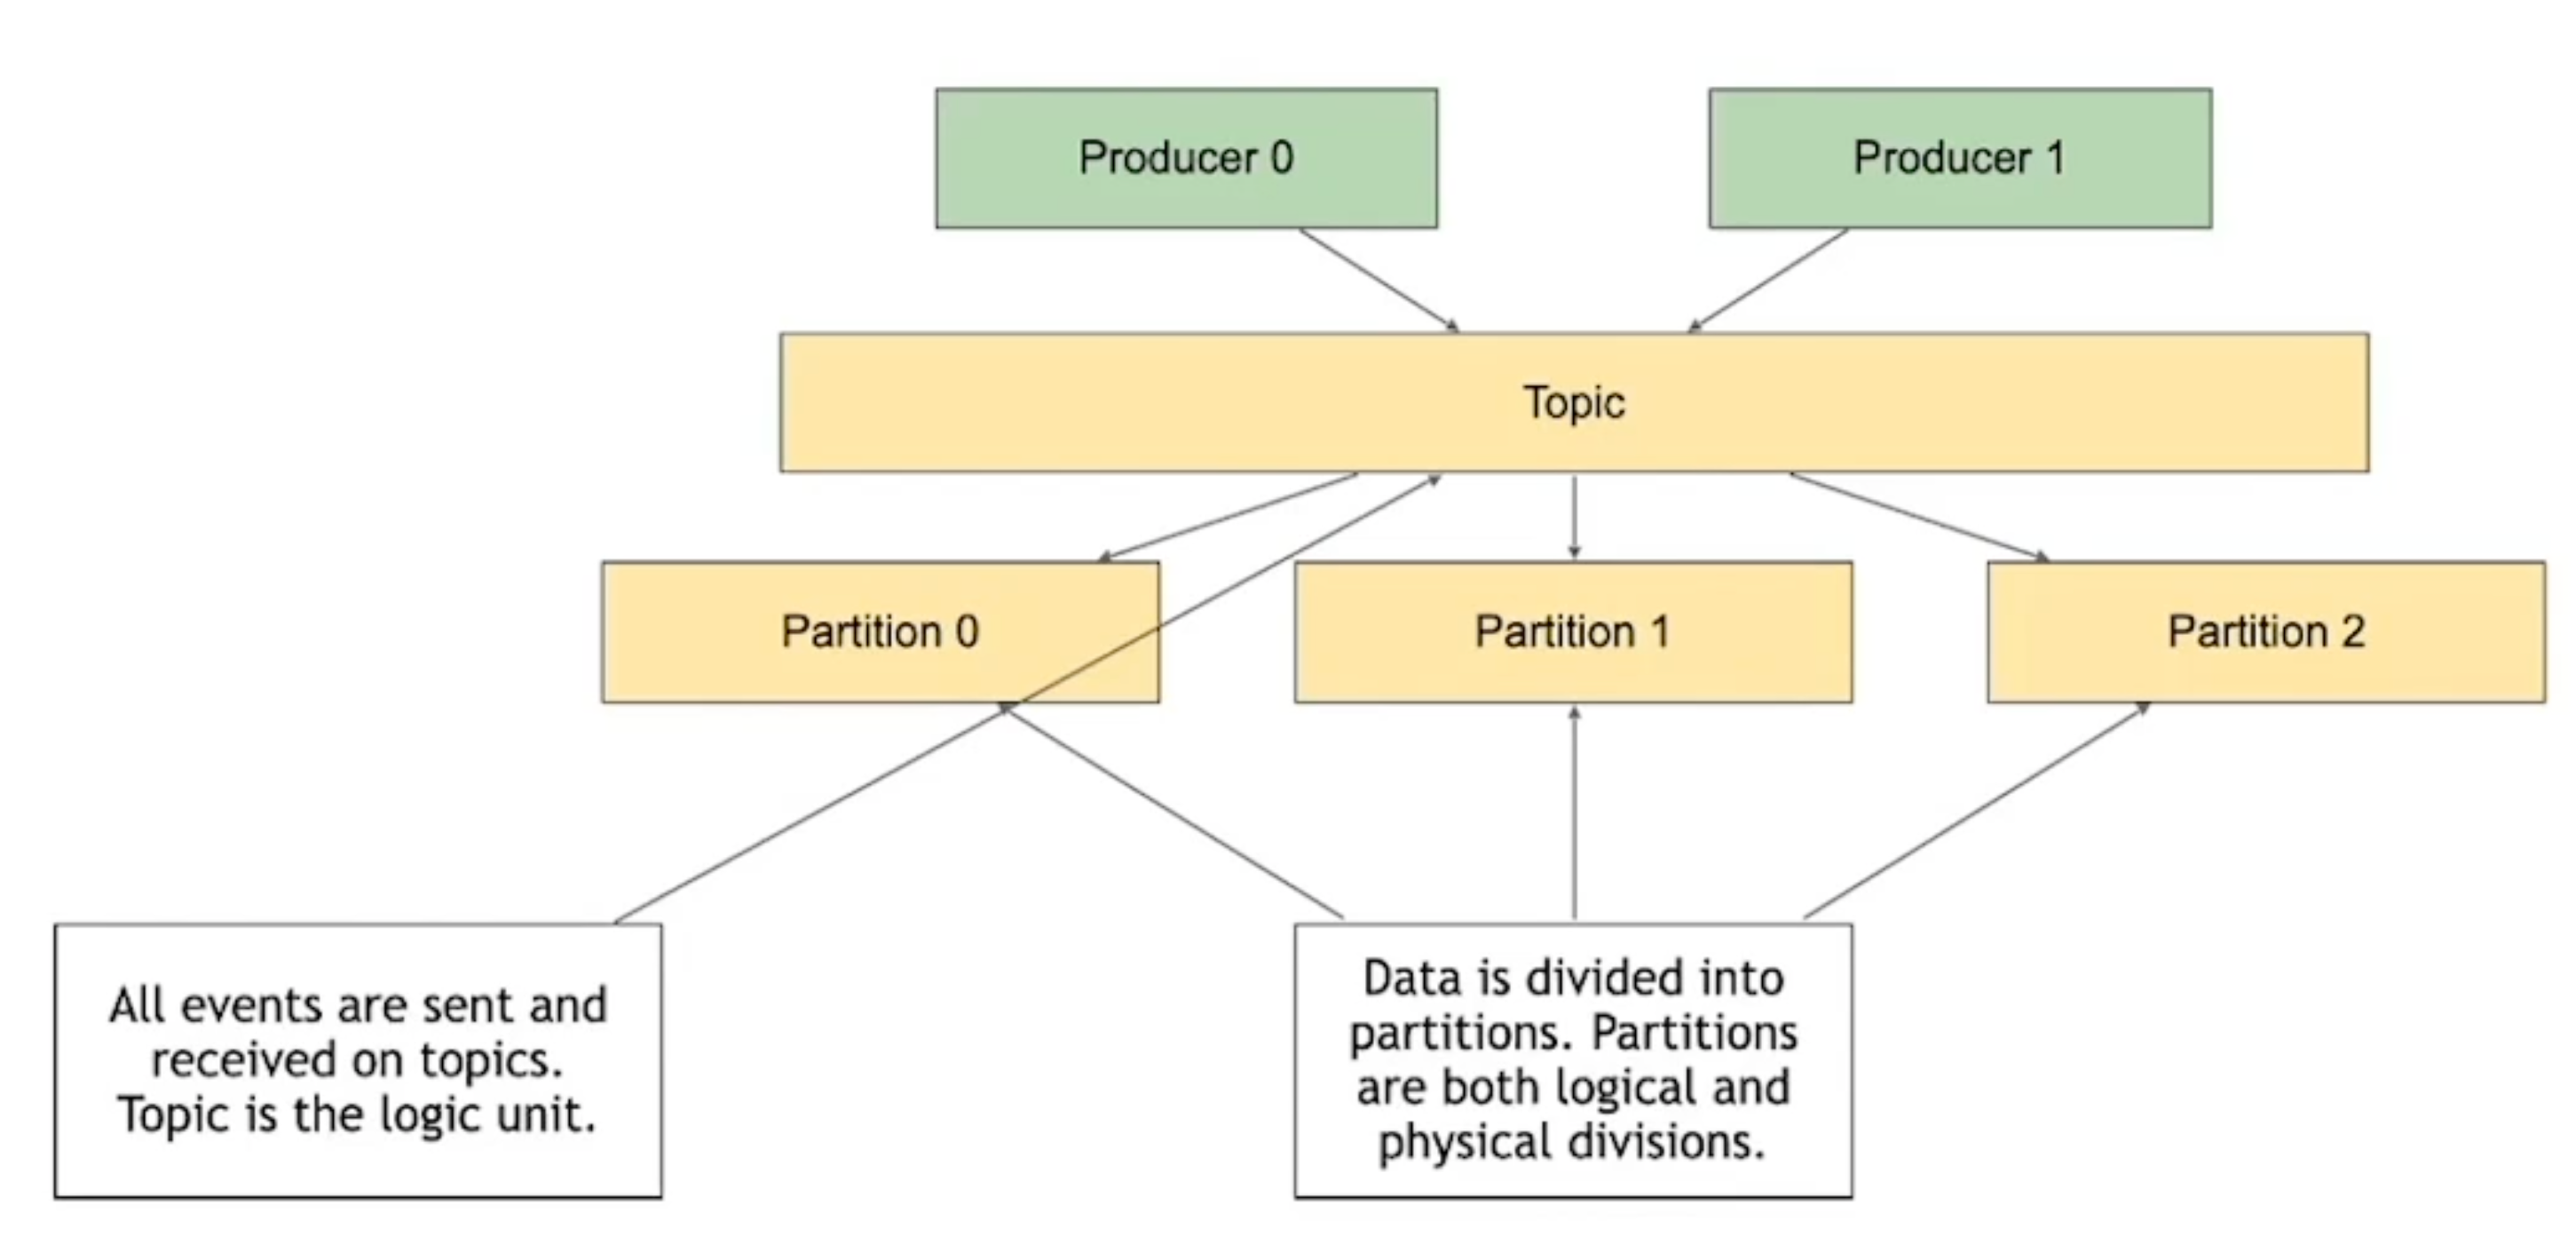 Producer 0
Producer 1
Topic
Partition 0
Partition 1
Partition 2
All events are sent and
received on topics.
Topic is the logic unit.
Data is divided into
partitions. Partitions
are both logical and
physical divisions.